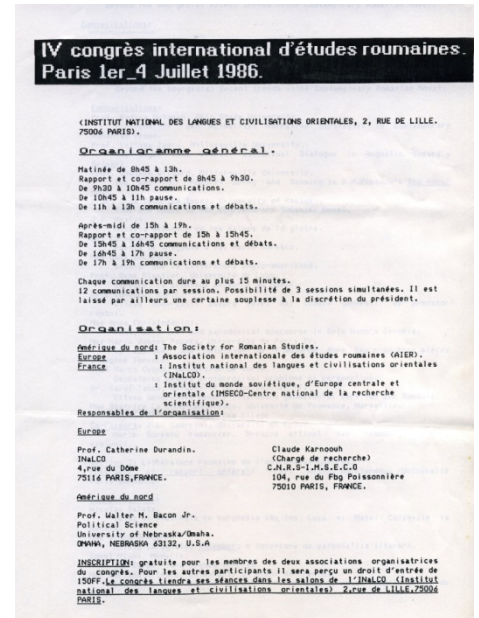 IV congrès international d'études roumaines.
Paris 1er_4 Juillet 1986.
(INSTITUT NATIONAL DES LANGUES ET CIVILISATIONS ORIENTALES, 2, RUE DE LILLE.
75006 PARIS).
Organigramme général.
Matinée de 8h45 à 13h.
Rapport et co-rapport de 8h45 à 9h30.
De 9h30 à 10h45 communications.
De 10h45 à 11h pause.
De 11h à 13h communications et débats.
Après-midi de 15h à 19h.
Rapport et co-rapport de 15h à 15h45.
De 15h45 à 16h45 communications et débats.
De 16h45 à 17h pause.
De 17h à 19h communications et débats.
Chaque communication dure au plus 15 minutes.
12 communications par session. Possibilité de 3 sessions simultanées. Il est
laissé par ailleurs une certaine souplesse à la discrétion du président.
Organisation:
Amérique du nord: The Society for Romanian Studies.
Europe : Association internationale des études roumaines (AIER).
France : Institut national des langues et civilisations orientales
(INaLCO).
: Institut du monde soviétique, d'Europe centrale et
orientale (IMSECO-Centre national de la recherche
scientifique).
Responsables de l'organisation:
Europe
Prof. Catherine Durandin. Claude Karnoouh
INaLCO (Chargé de recherche)
4,rue du Dôme C.N.R.S-I.M.S.E.C.O
75116 PARIS,FRANCE. 104, rue du Fbg Poissonnière
75010 PARIS, FRANCE.
Amérique du nord
Prof. Walter M. Bacon Jr.
Political Science
University of Nebraska/Omaha.
OMAHA, NEBRASKA 63132, U.S.A
INSCRIPTION: gratuite pour les membres des deux associations organisatrices
du congrès. Pour les autres participants il sera perçu un droit d'entrée de
150FF.Le congrès tiendra ses séances dans les salons de l'INaLCO (Institut
national des langues et civilisations orientales) 2,rue de LILLE,75006
PARIS.